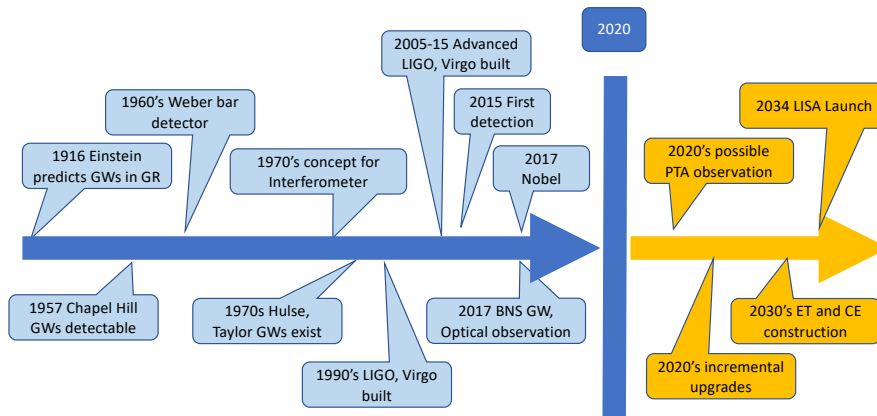 2020
2005-15 Advanced
LIGO, Virgo built
1960's Weber bar
detector
2015 First
detection
2034 LISA Launch
1916 Einstein
predicts GWs in GR
1970's concept for
Interferometer
2017
Nobel
2020's possible
PTA observation
1957 Chapel Hill
GWs detectable
1970s Hulse,
Taylor GWs exist
2017 BNS GW,
Optical observation
2030's ET and CE
construction
1990's LIGO, Virgo
built
2020's incremental
upgrades